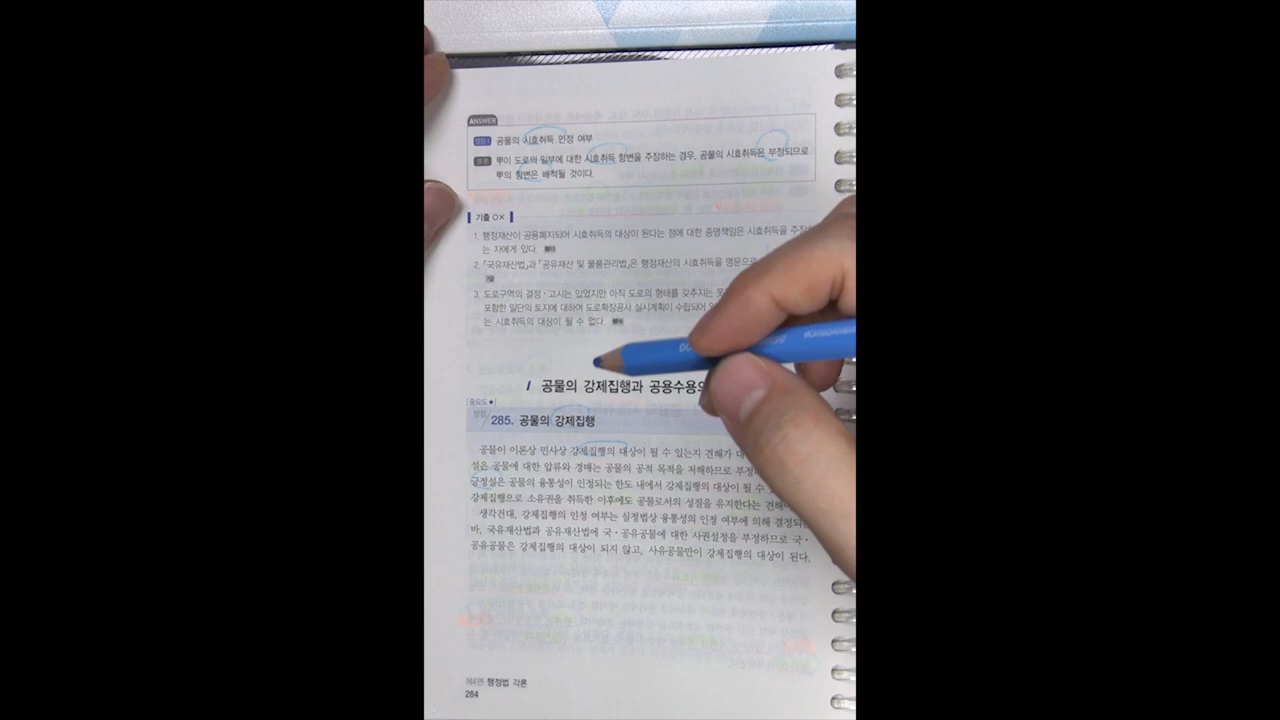 ANSWER
쟁점 1 공물의 시효취득 인정 여부
결 론 甲이 도로의 일부에 대한 시효취득 항변을 주장하는 경우, 공물의 시효취득은 부정되므로
甲의 항변은 배척될 것이다.
기출 O×
1. 행정재산이 공용폐지되어 시효취득의 대상이 된다는 점에 대한 증명책임은 시효취득을 주장하
는 자에게 있다.
2. 「국유재산법」과 「공유재산 및 물품관리법」은 행정재산의 시효취득을 명문으로
3. 도로구역의 결정·고시는 있었지만 아직 도로의 형태를 갖추지는
포함한 일단의 토지에 대하여 도로확장공사 실시계획이 수립되어
는 시효취득의 대상이 될 수 없다.
/ 공물의 강제집행과 공용수용의
[중요도 ★]
쟁점 285. 공물의 강제집행
공물이 이론상 민사상 강제집행의 대상이 될 수 있는지 견해가
설은 공물에 대한 압류와 경매는 공물의 공적 목적을 저해하므로
긍정설은 공물의 융통성이 인정되는 한도 내에서 강제집행의 대상이 될 수
강제집행으로 소유권을 취득한 이후에도 공물로서의 성질을 유지한다는
생각건대, 강제집행의 인정 여부는 실정법상 융통성의 인정 여부에 의해
바, 국유재산법과 공유재산법에 국·공유공물에 대한 사권설정을 부정하므로 국·
공유공물은 강제집행의 대상이 되지 않고, 사유공물만이 강제집행의 대상이 된다.
제4편 행정법 각론
284